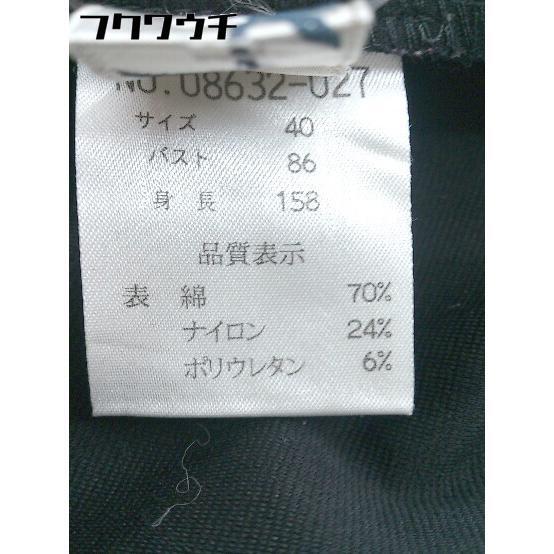 フクワウチ
NO.08632-027
サイズ 40
バスト 86
身長 158
品質表示
表 綿 70%
ナイロン 24%
ポリウレタン 6%